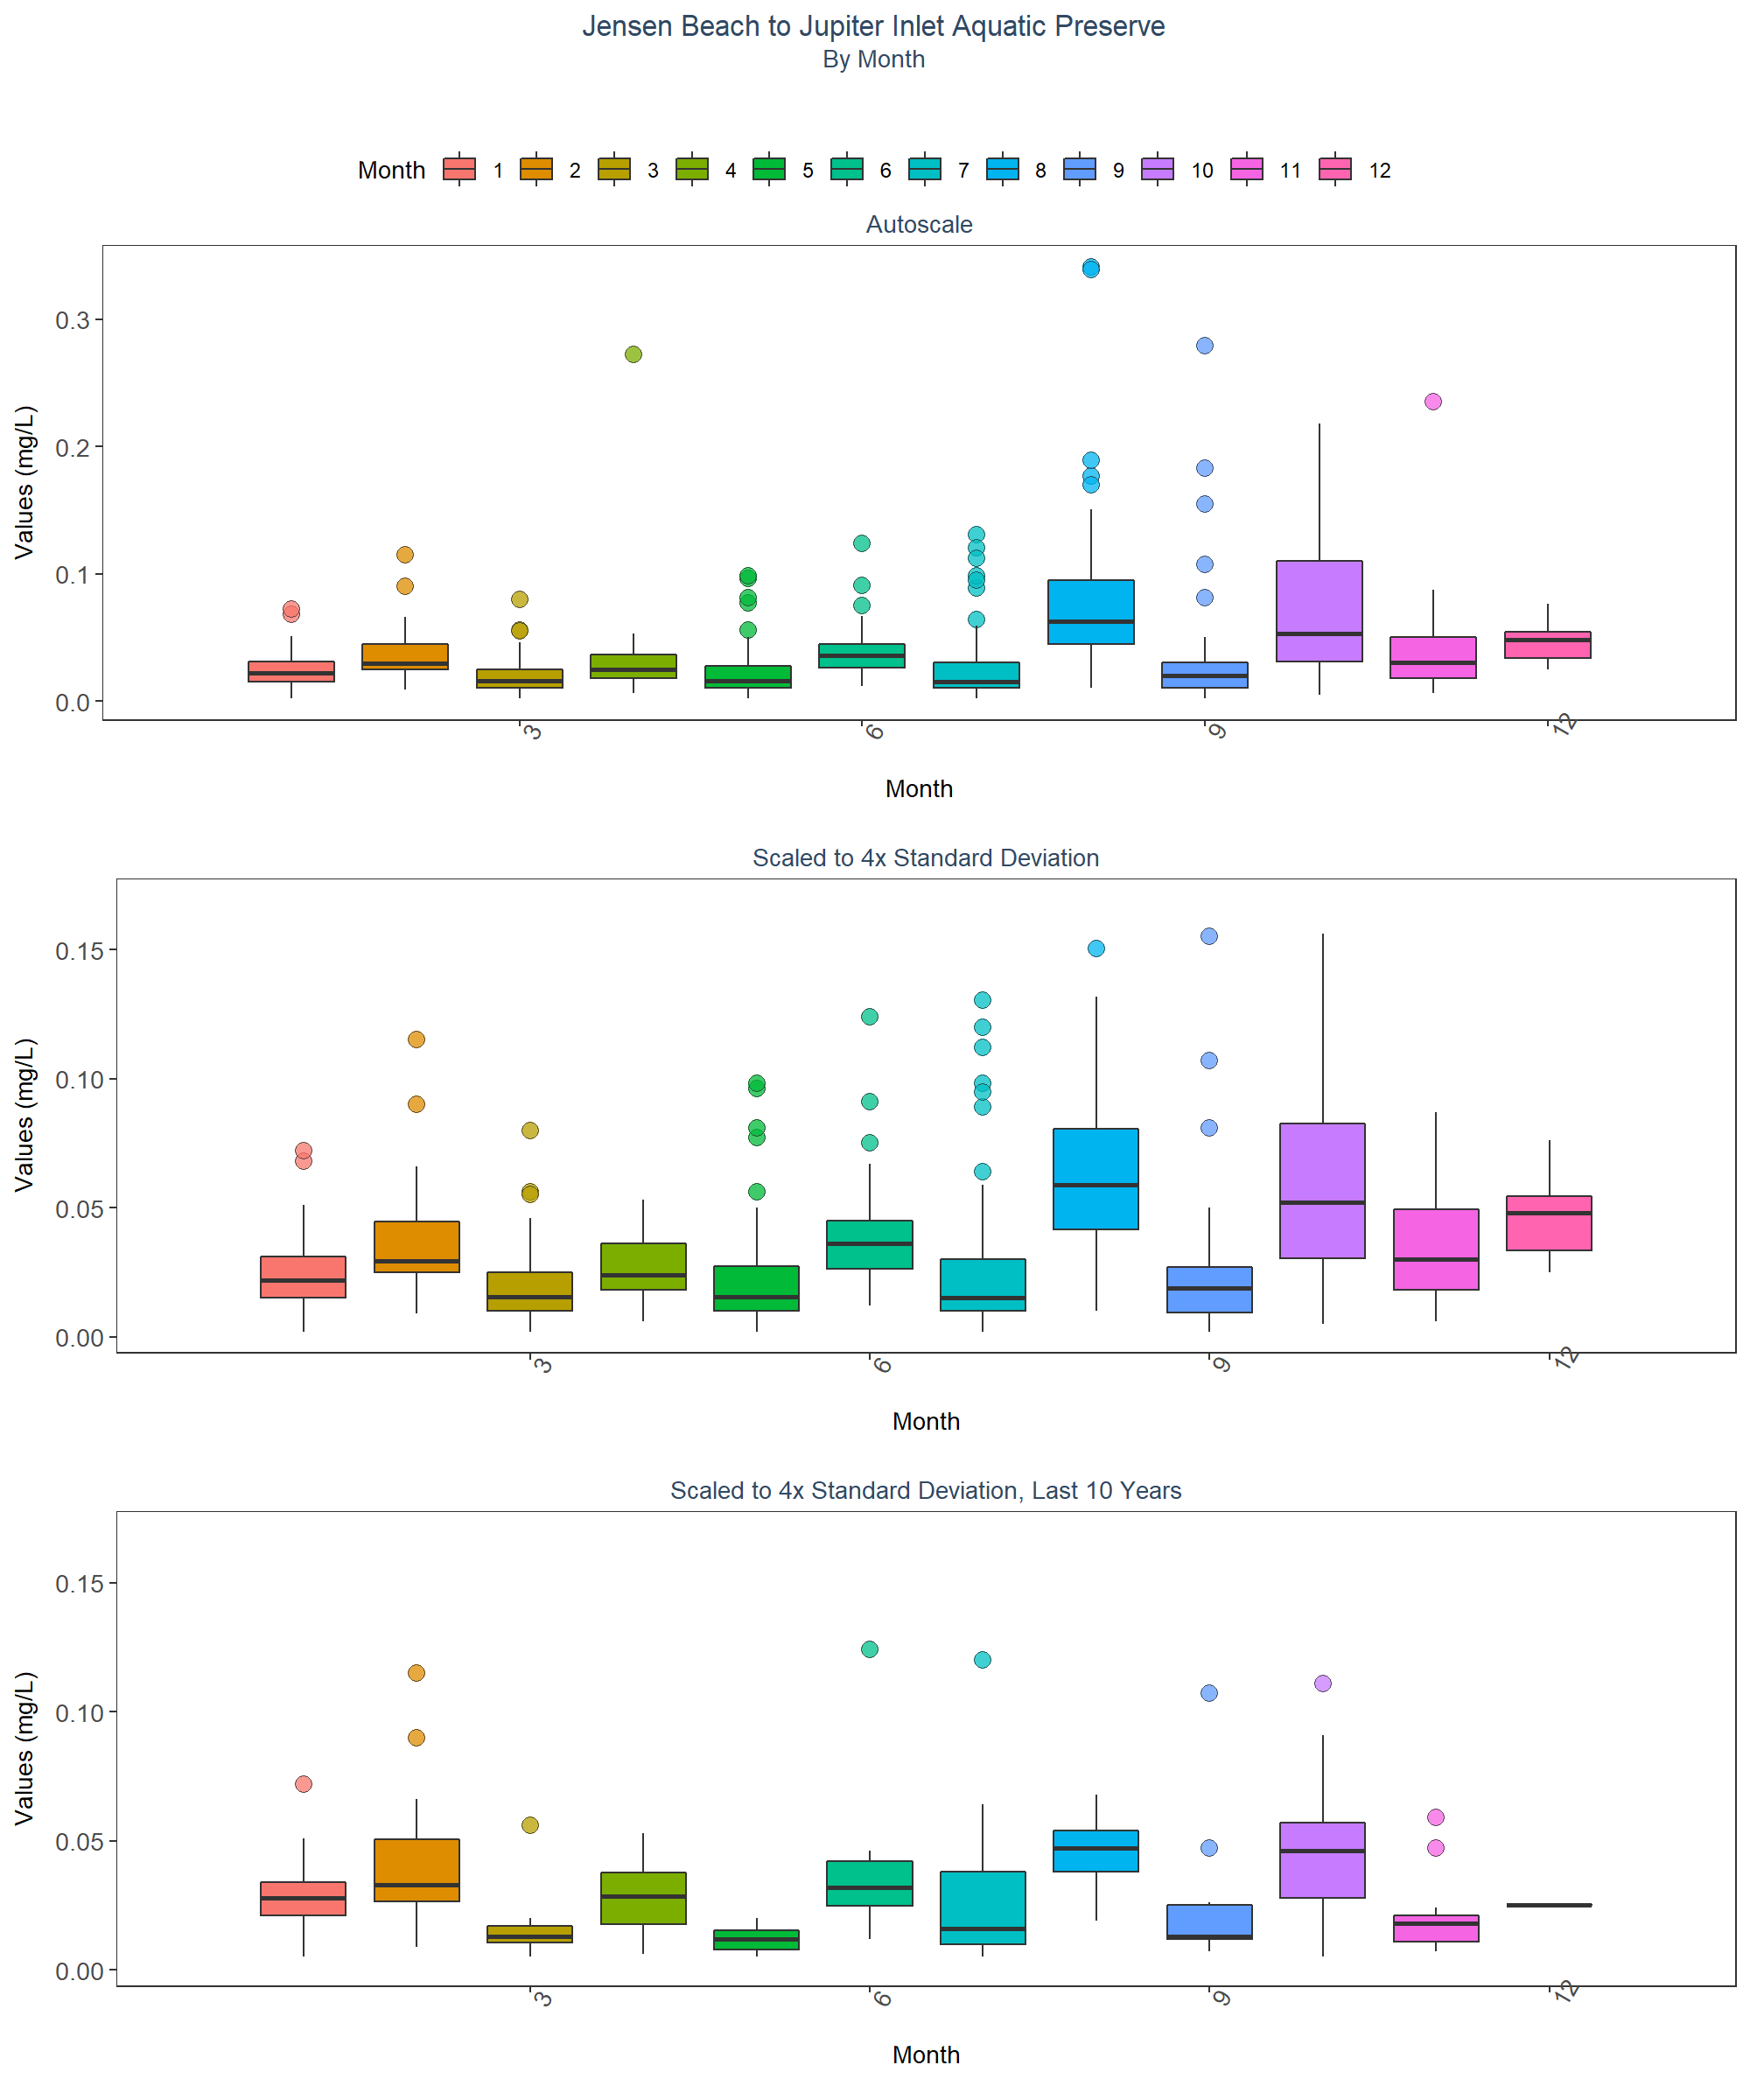 Jensen Beach to Jupiter Inlet Aquatic Preserve
By Month
Month 1 2 3 4 5 6 7 8 9 10 11 12
Autoscale
Values (mg/L)
0.3
0.2
0.1
0.0
3 6 9 12
Month
Scaled to 4x Standard Deviation
Values (mg/L)
0.15
0.10
0.05
0.00
3 6 9 12
Month
Scaled to 4x Standard Deviation, Last 10 Years
Values (mg/L)
0.15
0.10
0.05
0.00
3 6 9 12
Month